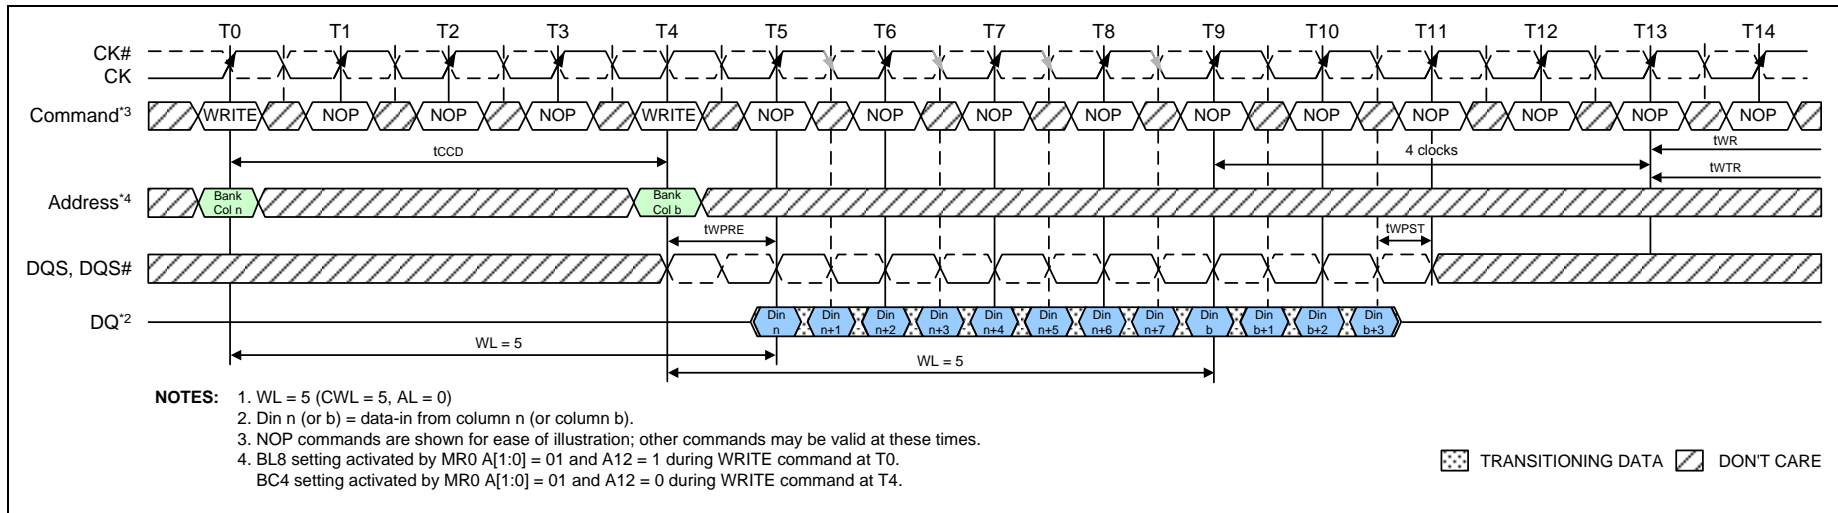 T0 T1 T2 T3 T4 T5 T6 T7 T8 T9 T10 T11 T12 T13 T14
CK#
CK
Command*3 WRITE NOP NOP NOP WRITE NOP NOP NOP NOP NOP NOP NOP NOP NOP NOP
tCCD 4 clocks tWR
tWTR
Address*4 Bank Col n Bank Col b
tWPRE tWPST
DQS, DQS#
DQ*2 Din n Din n+1 Din n+2 Din n+3 Din n+4 Din n+5 Din n+6 Din n+7 Din b Din b+1 Din b+2 Din b+3
WL = 5
WL = 5
NOTES: 1. WL = 5 (CWL = 5, AL = 0)
2. Din n (or b) = data-in from column n (or column b).
3. NOP commands are shown for ease of illustration; other commands may be valid at these times.
4. BL8 setting activated by MR0 A[1:0] = 01 and A12 = 1 during WRITE command at T0.
BC4 setting activated by MR0 A[1:0] = 01 and A12 = 0 during WRITE command at T4.
TRANSITIONING DATA DON'T CARE